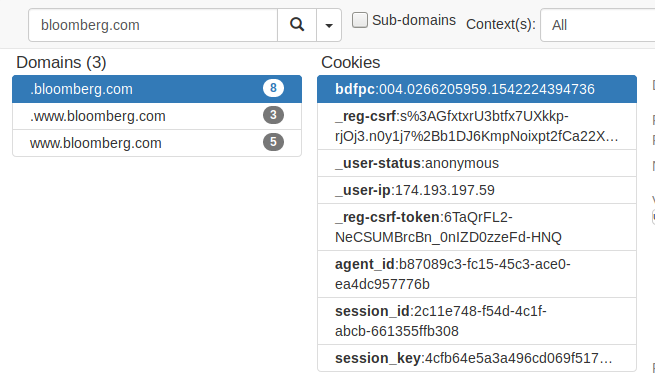 bloomberg.com
Sub-domains
Context(s):
All
Domains (3)
.bloomberg.com 8
.www.bloomberg.com 3
www.bloomberg.com 5
Cookies
bdfpc:004.0266205959.1542224394736
_reg-csrf:s%3AGfxtxrU3btfx7UXkkp-
rjOj3.n0y1j7%2Bb1DJ6KmpNoixpt2fCa22X…
_user-status:anonymous
_user-ip:174.193.197.59
_reg-csrf-token:6TaQrFL2-
NeCSUMBrcBn_0nIZD0zzeFd-HNQ
agent_id:b87089c3-fc15-45c3-ace0-
ea4dc957776b
session_id:2c11e748-f54d-4c1f-
abcb-661355ffb308
session_key:4cfb64e5a3a496cd069f517…